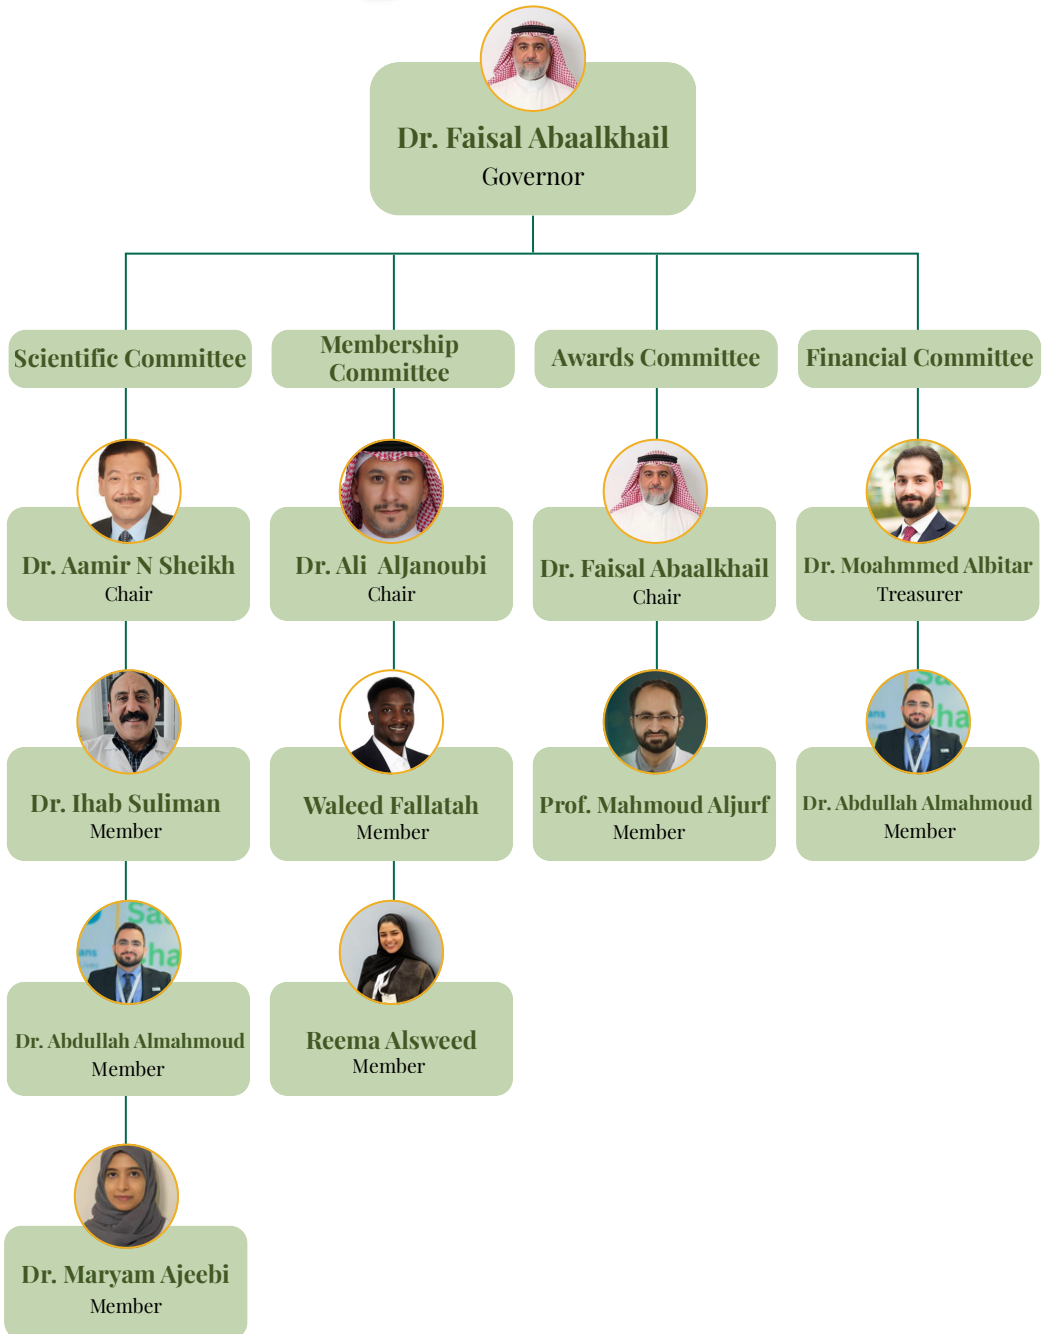 Dr. Faisal Abaalkhail
Governor
Scientific Committee
Membership
Committee
Awards Committee
Financial Committee
Dr. Aamir N Sheikh
Chair
Dr. Ali AlJanoubi
Chair
Dr. Faisal Abaalkhail
Chair
Dr. Moahmmed Albitar
Treasurer
Dr. Ihab Suliman
Member
Waleed Fallatah
Member
Prof. Mahmoud Aljurf
Member
Dr. Abdullah Almahmoud
Member
Dr. Abdullah Almahmoud
Member
Reema Alsweed
Member
Dr. Maryam Ajeebi
Member